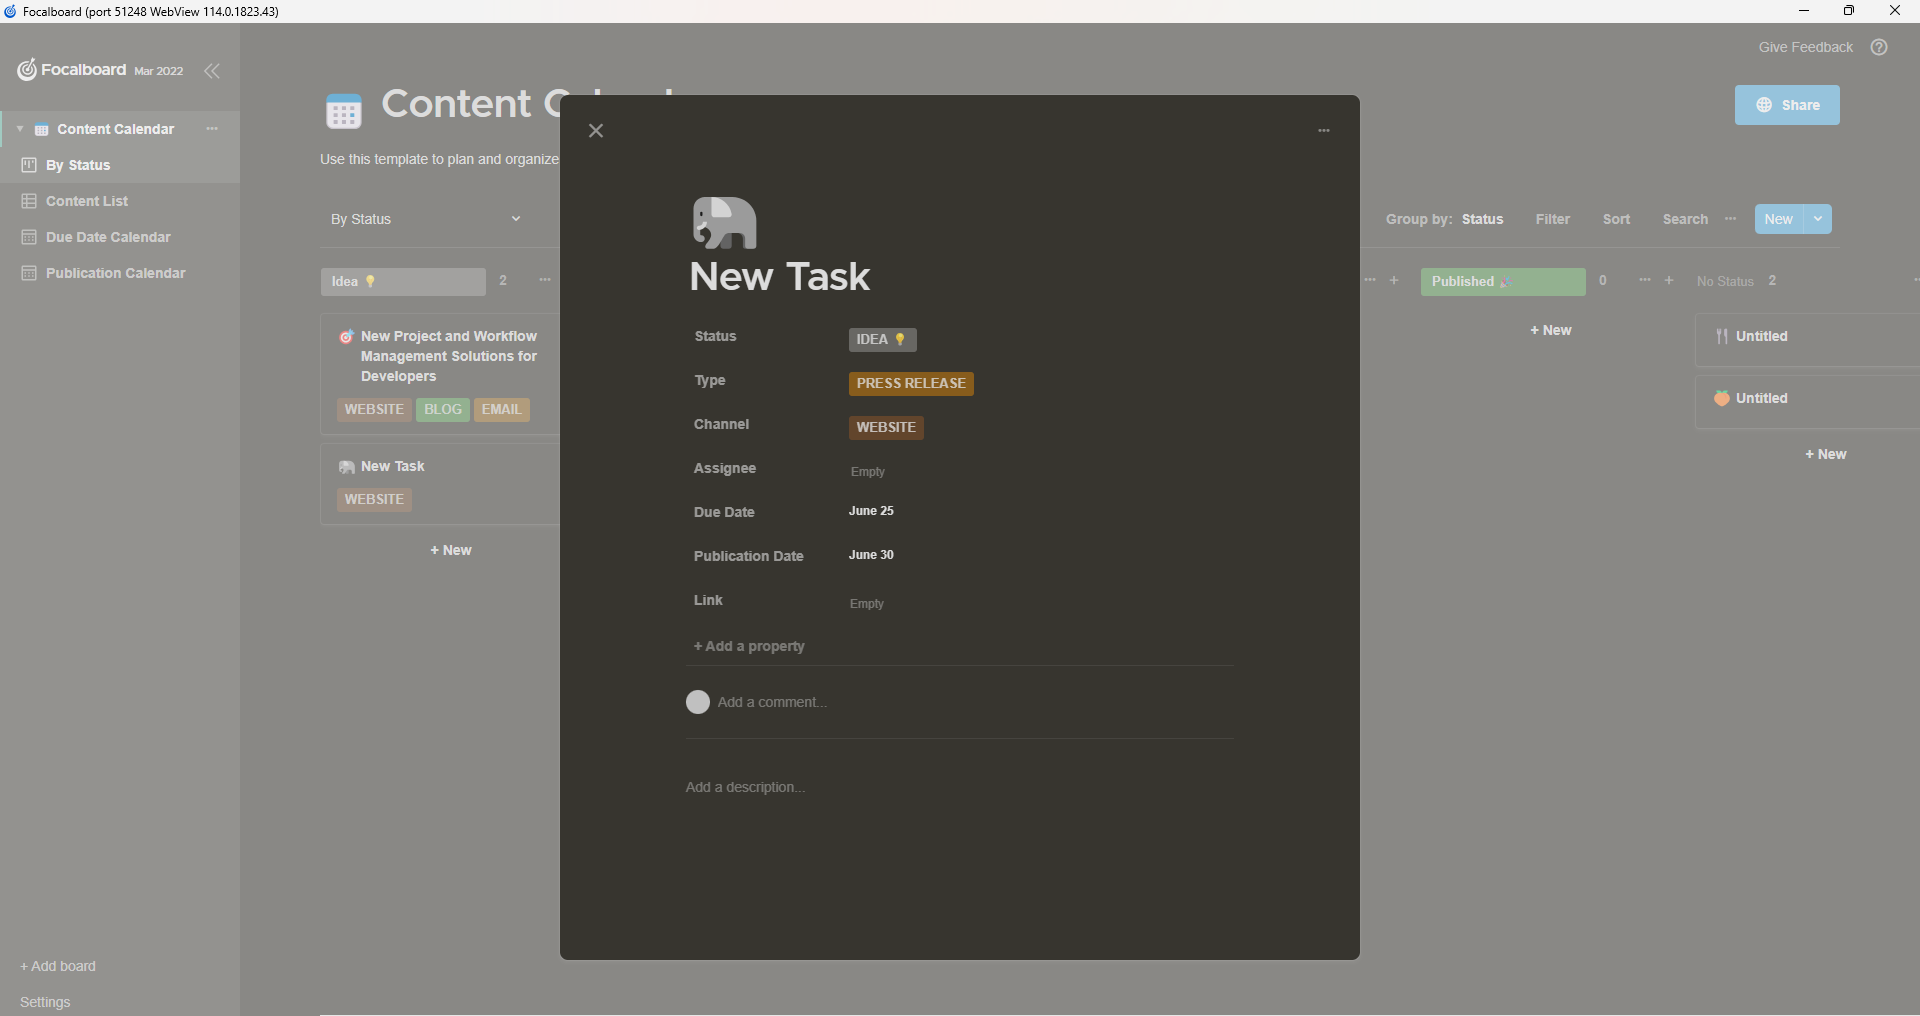 Focalboard (port 51248 WebView 114.0.1823.43)
Give Feedback
Focalboard Mar 2022
Content Calendar
By Status
Content List
Due Date Calendar
Publication Calendar
+ Add board
Settings
Content
Share
Use this template to plan and organize
By Status
Group by: Status
Filter
Sort
Search
New
Idea 2
New Project and Workflow
Management Solutions for
Developers
WEBSITE BLOG EMAIL
New Task
WEBSITE
+ New
New Task
Status IDEA
Type PRESS RELEASE
Channel WEBSITE
Assignee Empty
Due Date June 25
Publication Date June 30
Link Empty
+ Add a property
Add a comment...
Add a description...
Published 0
+ New
No Status 2
Untitled
Untitled
+ New